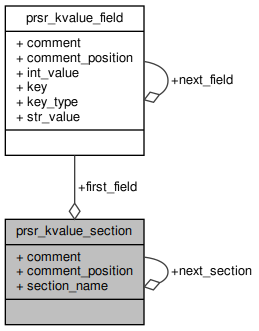 prsr_kvalue_field
+ comment
+ comment_position
+ int_value
+ key
+ key_type
+ str_value
+next_field
+first_field
prsr_kvalue_section
+ comment
+ comment_position
+ section_name
+next_section